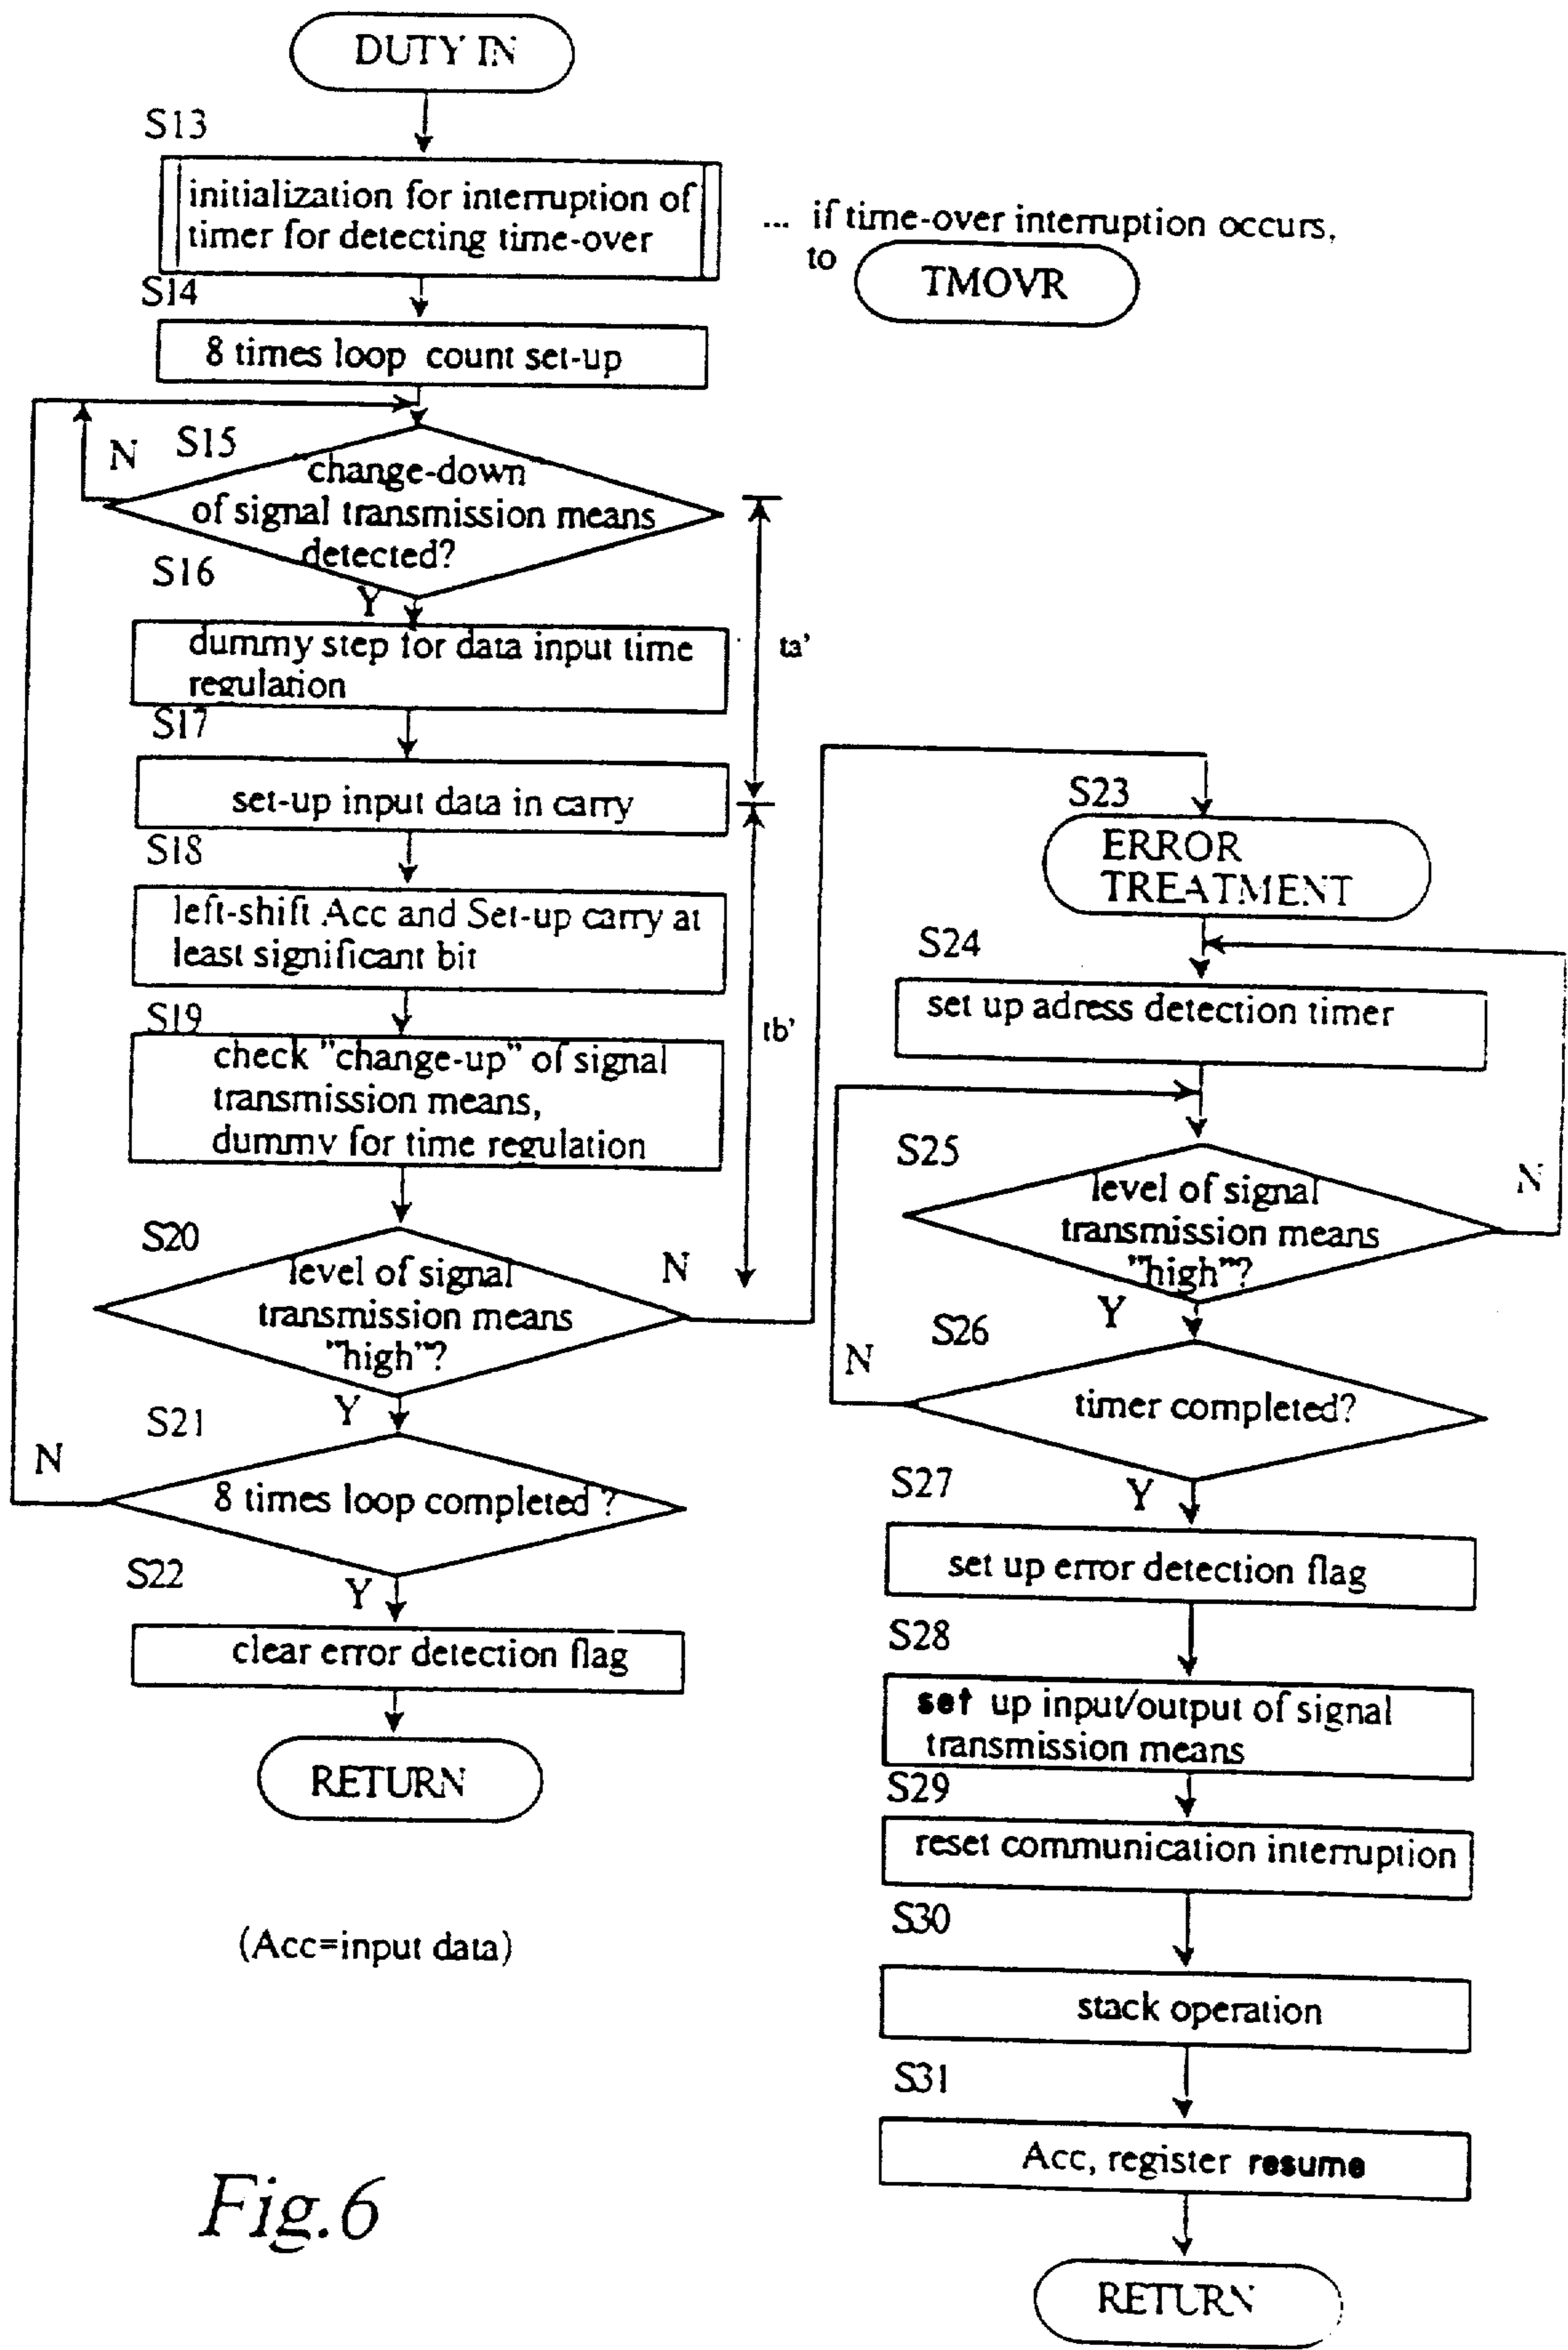 DUTY IN
S13
initialization for interruption of
timer for detecting time-over
... if time-over interruption occurs,
to
TMOVR
S14
8 times loop count set-up
N
S15
change-down
of signal transmission means
detected?
S16
Y
dummy step for data input time
regulation
ta'
S17
set-up input data in carry
S18
left-shift Acc and Set-up carry at
least significant bit
S19
check "change-up" of signal
transmission means,
dummy for time regulation
tb'
S20
level of signal
transmission means
"high"?
N
Y
S21
N
8 times loop completed ?
S22
Y
clear error detection flag
RETURN
(Acc=input data)
S23
ERROR
TREATMENT
S24
set up adress detection timer
S25
level of signal
transmission means
"high"?
N
Y
S26
N
timer completed?
S27
Y
set up error detection flag
S28
set up input/output of signal
transmission means
S29
reset communication interruption
S30
stack operation
S31
Acc, register resume
RETURN
Fig.6